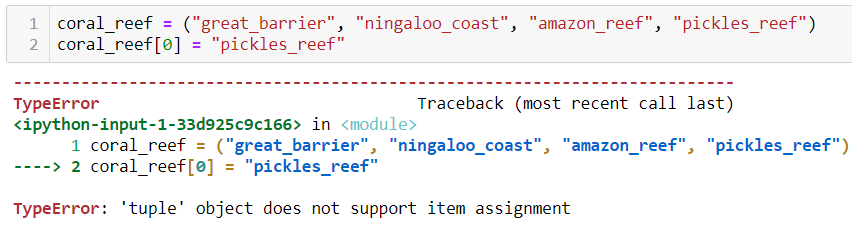 1 coral_reef = ("great_barrier", "ningaloo_coast", "amazon_reef", "pickles_reef")
2 coral_reef[0] = "pickles_reef"
---------------------------------------------------------------------------
TypeError                                 Traceback (most recent call last)
<ipython-input-1-33d925c9c166> in <module>
      1 coral_reef = ("great_barrier", "ningaloo_coast", "amazon_reef", "pickles_reef")
----> 2 coral_reef[0] = "pickles_reef"
TypeError: 'tuple' object does not support item assignment